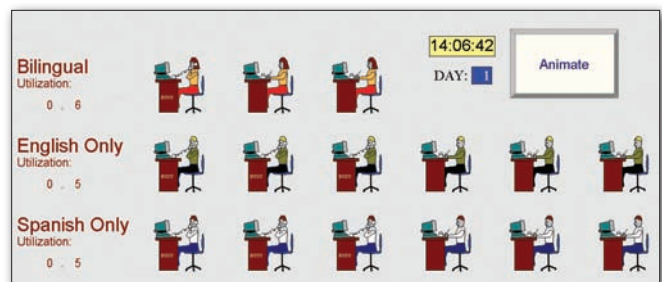 14:06:42
DAY: 1
Animate
Bilingual
Utilization:
0 . 6
English Only
Utilization:
0 . 5
Spanish Only
Utilization:
0 . 5